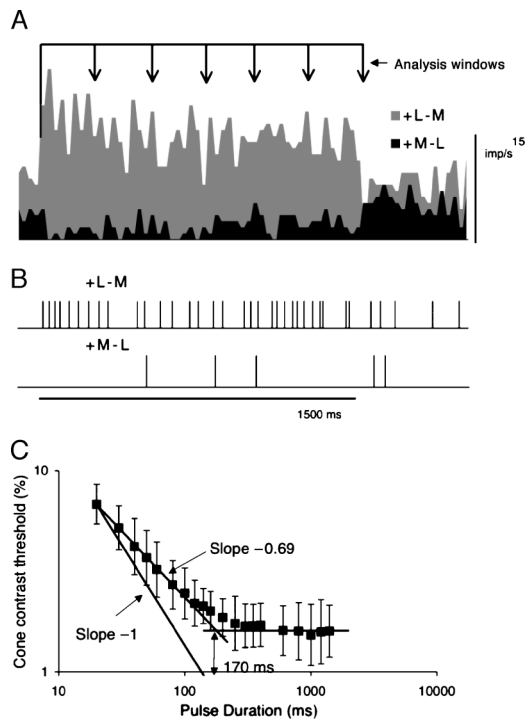 A
Analysis windows
+L-M
+M-L
15
imp/s
B
+L-M
+M-L
1500 ms
C
Cone contrast threshold (%)
10
1
Slope −0.69
Slope −1
170 ms
10
100
1000
10000
Pulse Duration (ms)